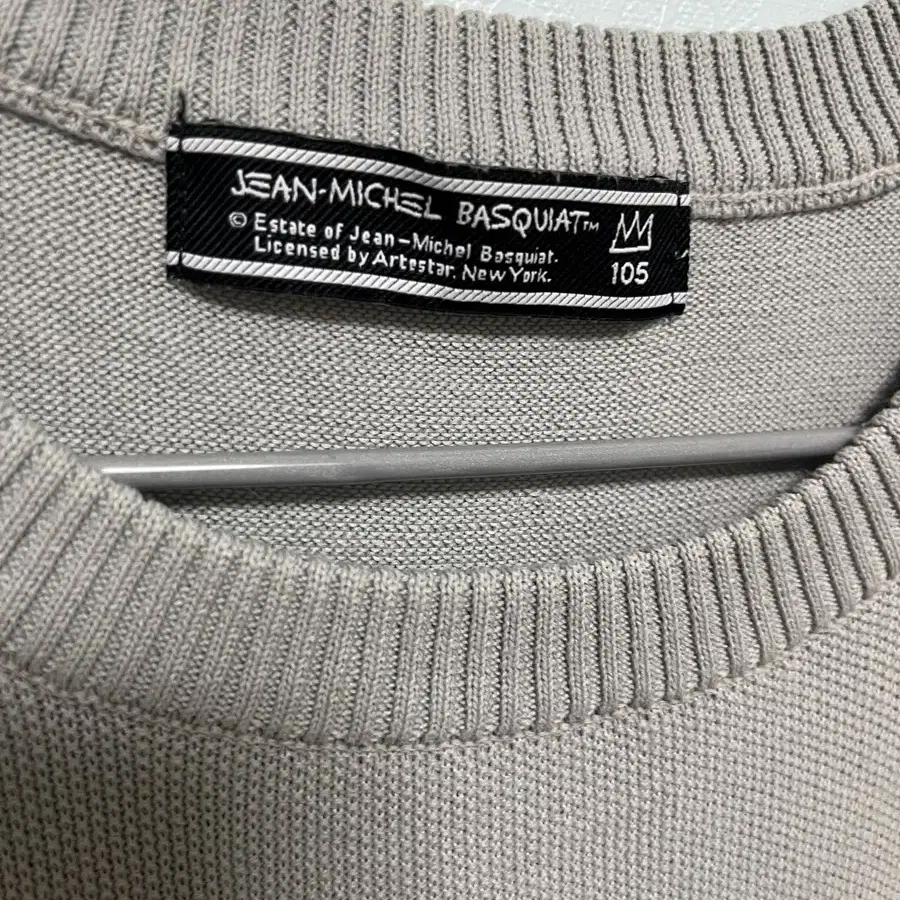 JEAN-MICHEL BASQUIAT™
© Estate of Jean-Michel Basquiat.
Licensed by Artestar. New York.
105